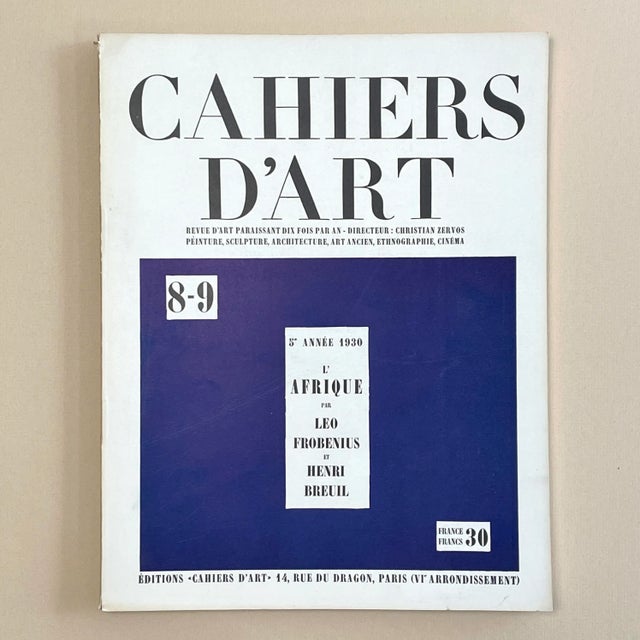 CAHIERS
D'ART
REVUE D'ART PARAISSANT DIX FOIS PAR AN - DIRECTEUR : CHRISTIAN ZERVOS
PEINTURE, SCULPTURE, ARCHITECTURE, ART ANCIEN, ETHNOGRAPHIE, CINÉMA
8-9
5e ANNÉE 1930
L'
AFRIQUE
PAR
LEO
FROBENIUS
ET
HENRI
BREUIL
FRANCE
FRANCS 30
ÉDITIONS «CAHIERS D'ART» 14, RUE DU DRAGON, PARIS (VIe ARRONDISSEMENT)